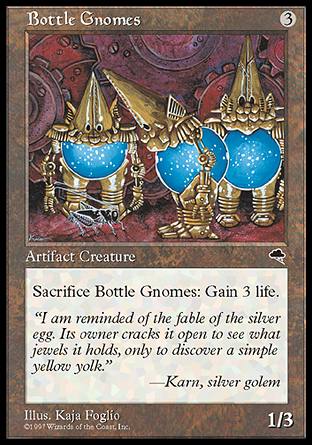 Bottle Gnomes 3
Artifact Creature
Sacrifice Bottle Gnomes: Gain 3 life.
"I am reminded of the fable of the silver
egg. Its owner cracks it open to see what
jewels it holds, only to discover a simple
yellow yolk."
—Karn, silver golem
Illus. Kaja Foglio
©1997 Wizards of the Coast, Inc.
1/3